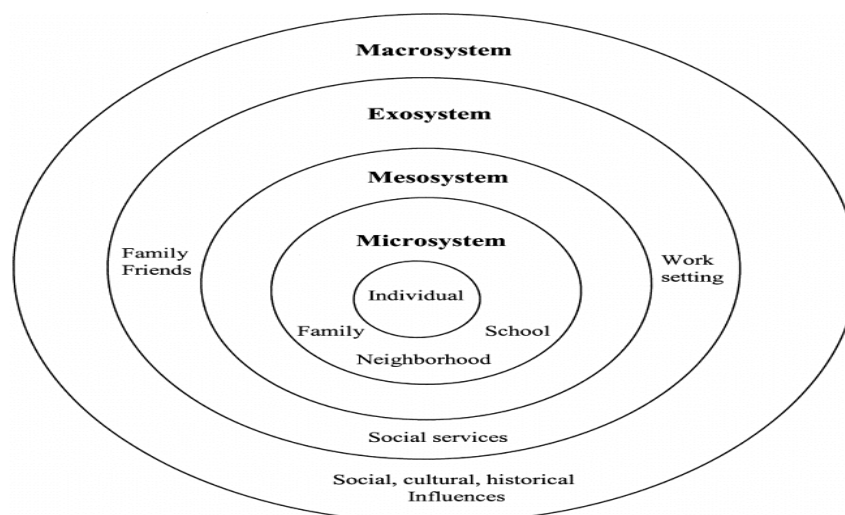 Macrosystem
Exosystem
Mesosystem
Microsystem
Family
Friends
Work
setting
Individual
Family
School
Neighborhood
Social services
Social, cultural, historical
Influences